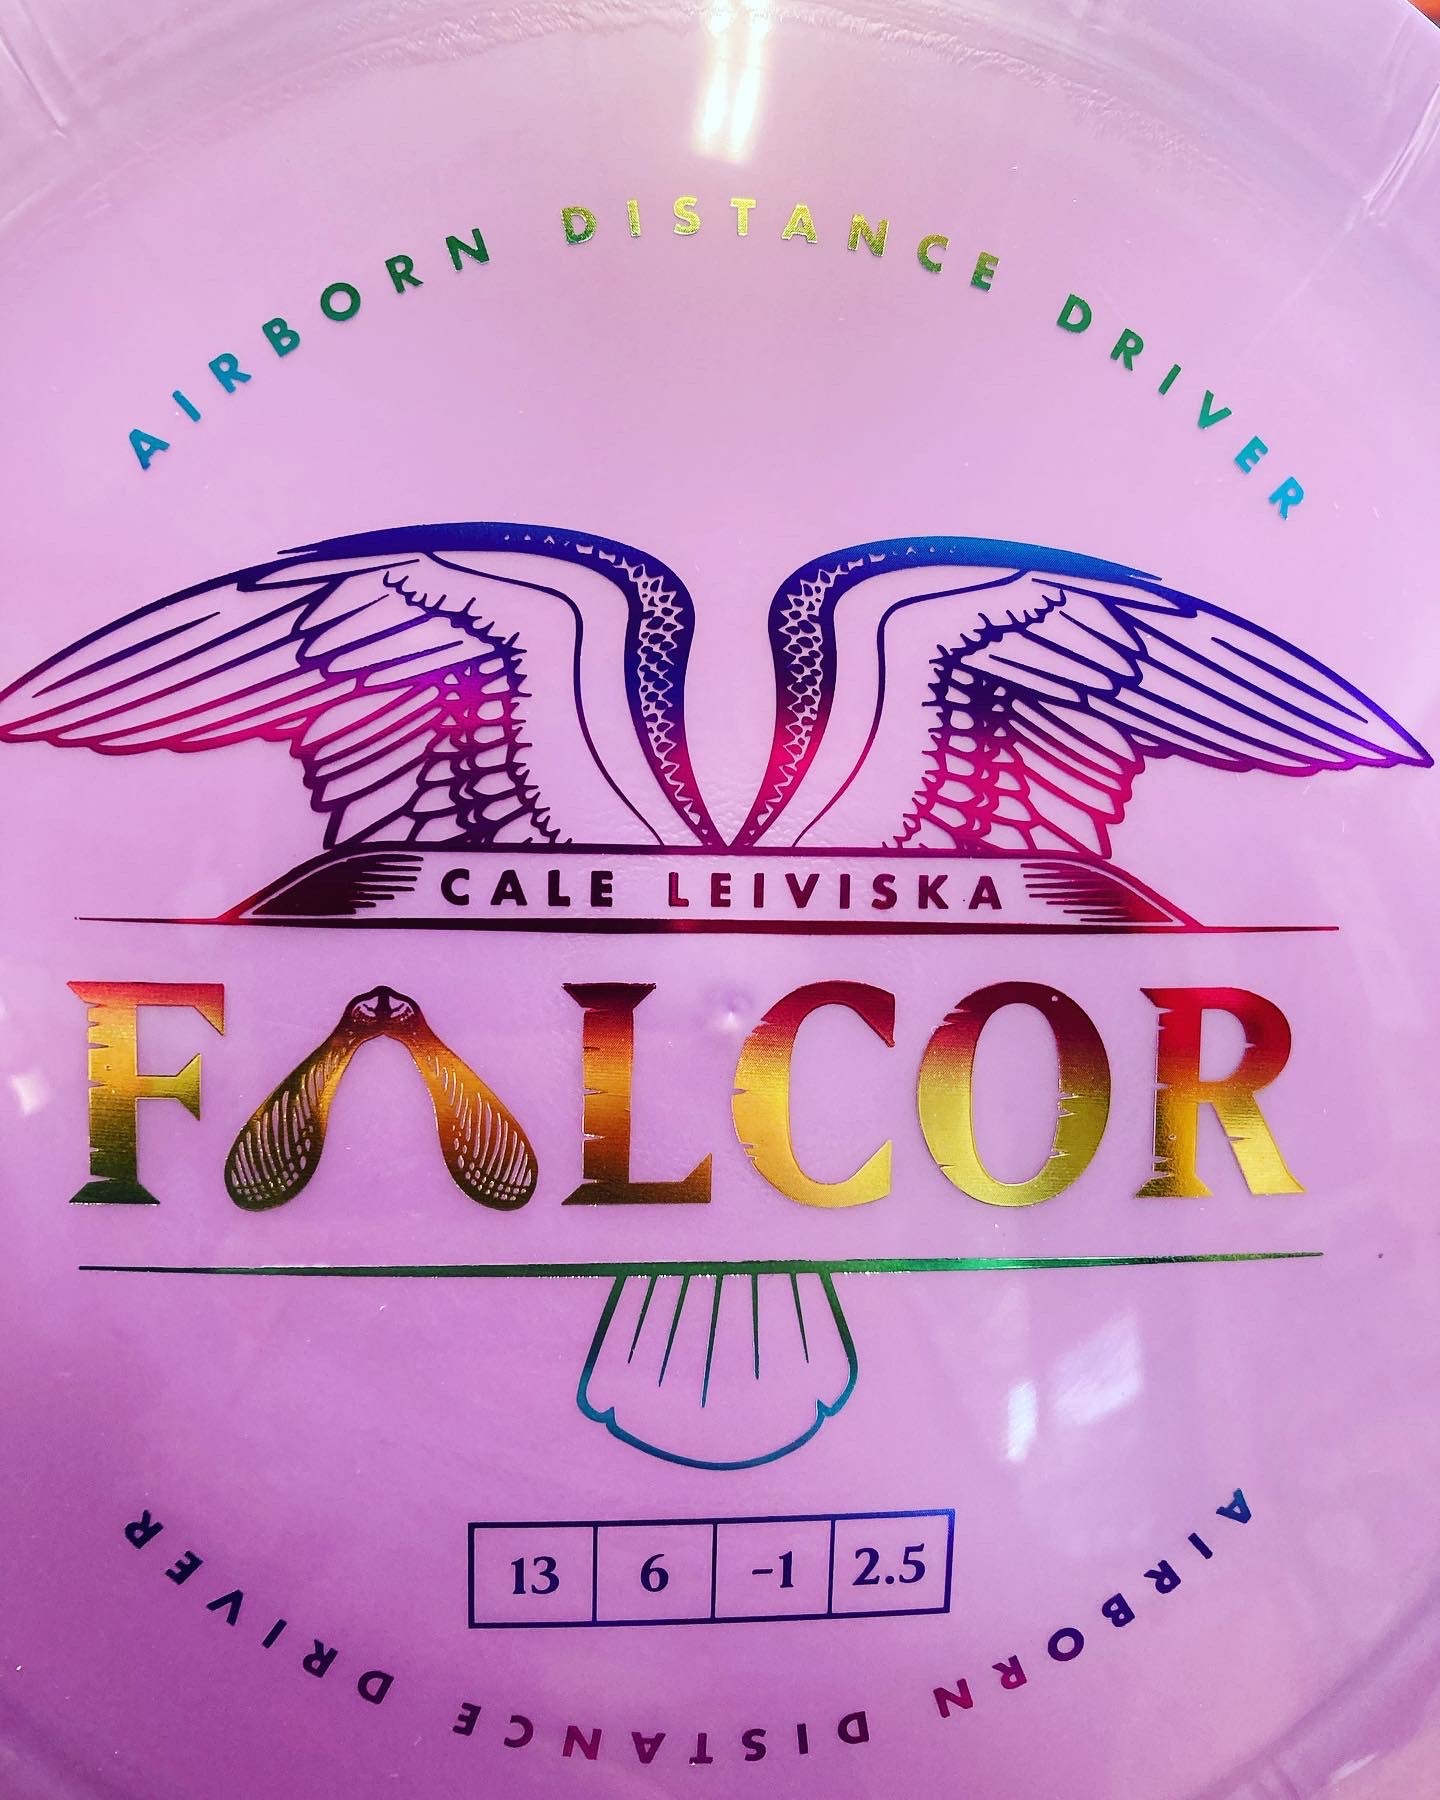 AIRBORN DISTANCE DRIVER
CALE LEIVISKA
FALCOR
13 6 -1 2.5
AIRBORN DISTANCE DRIVER